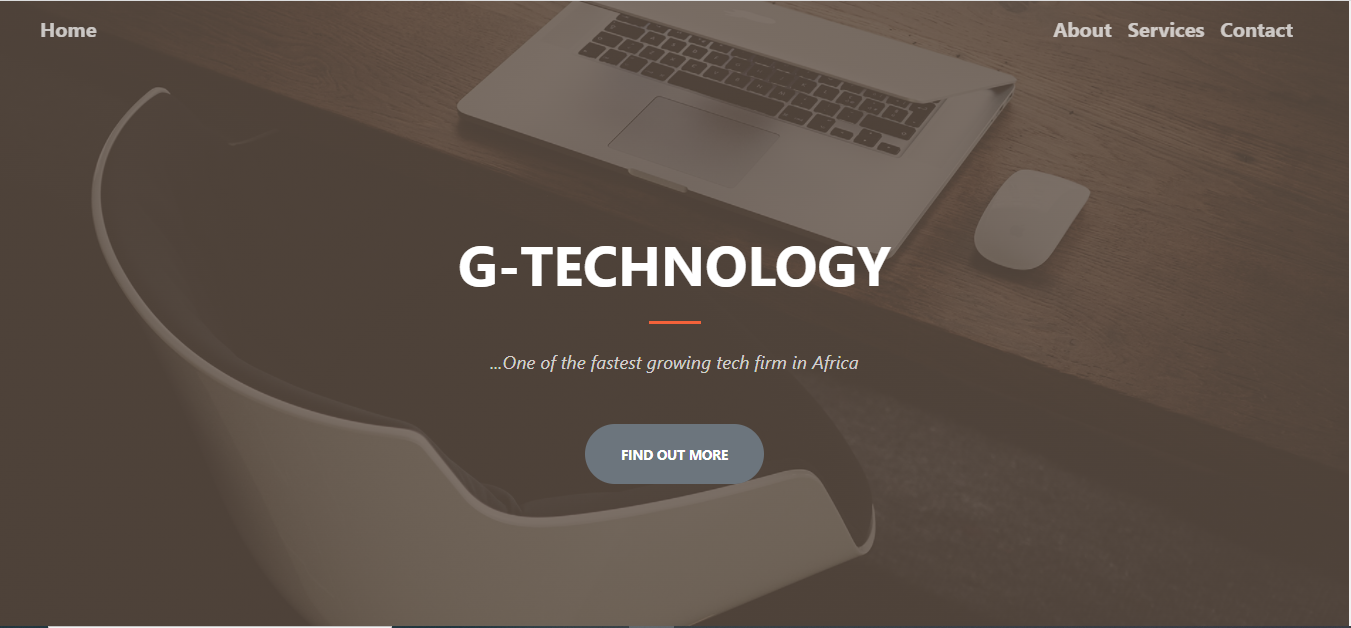 Home About Services Contact
G-TECHNOLOGY
...One of the fastest growing tech firm in Africa
FIND OUT MORE